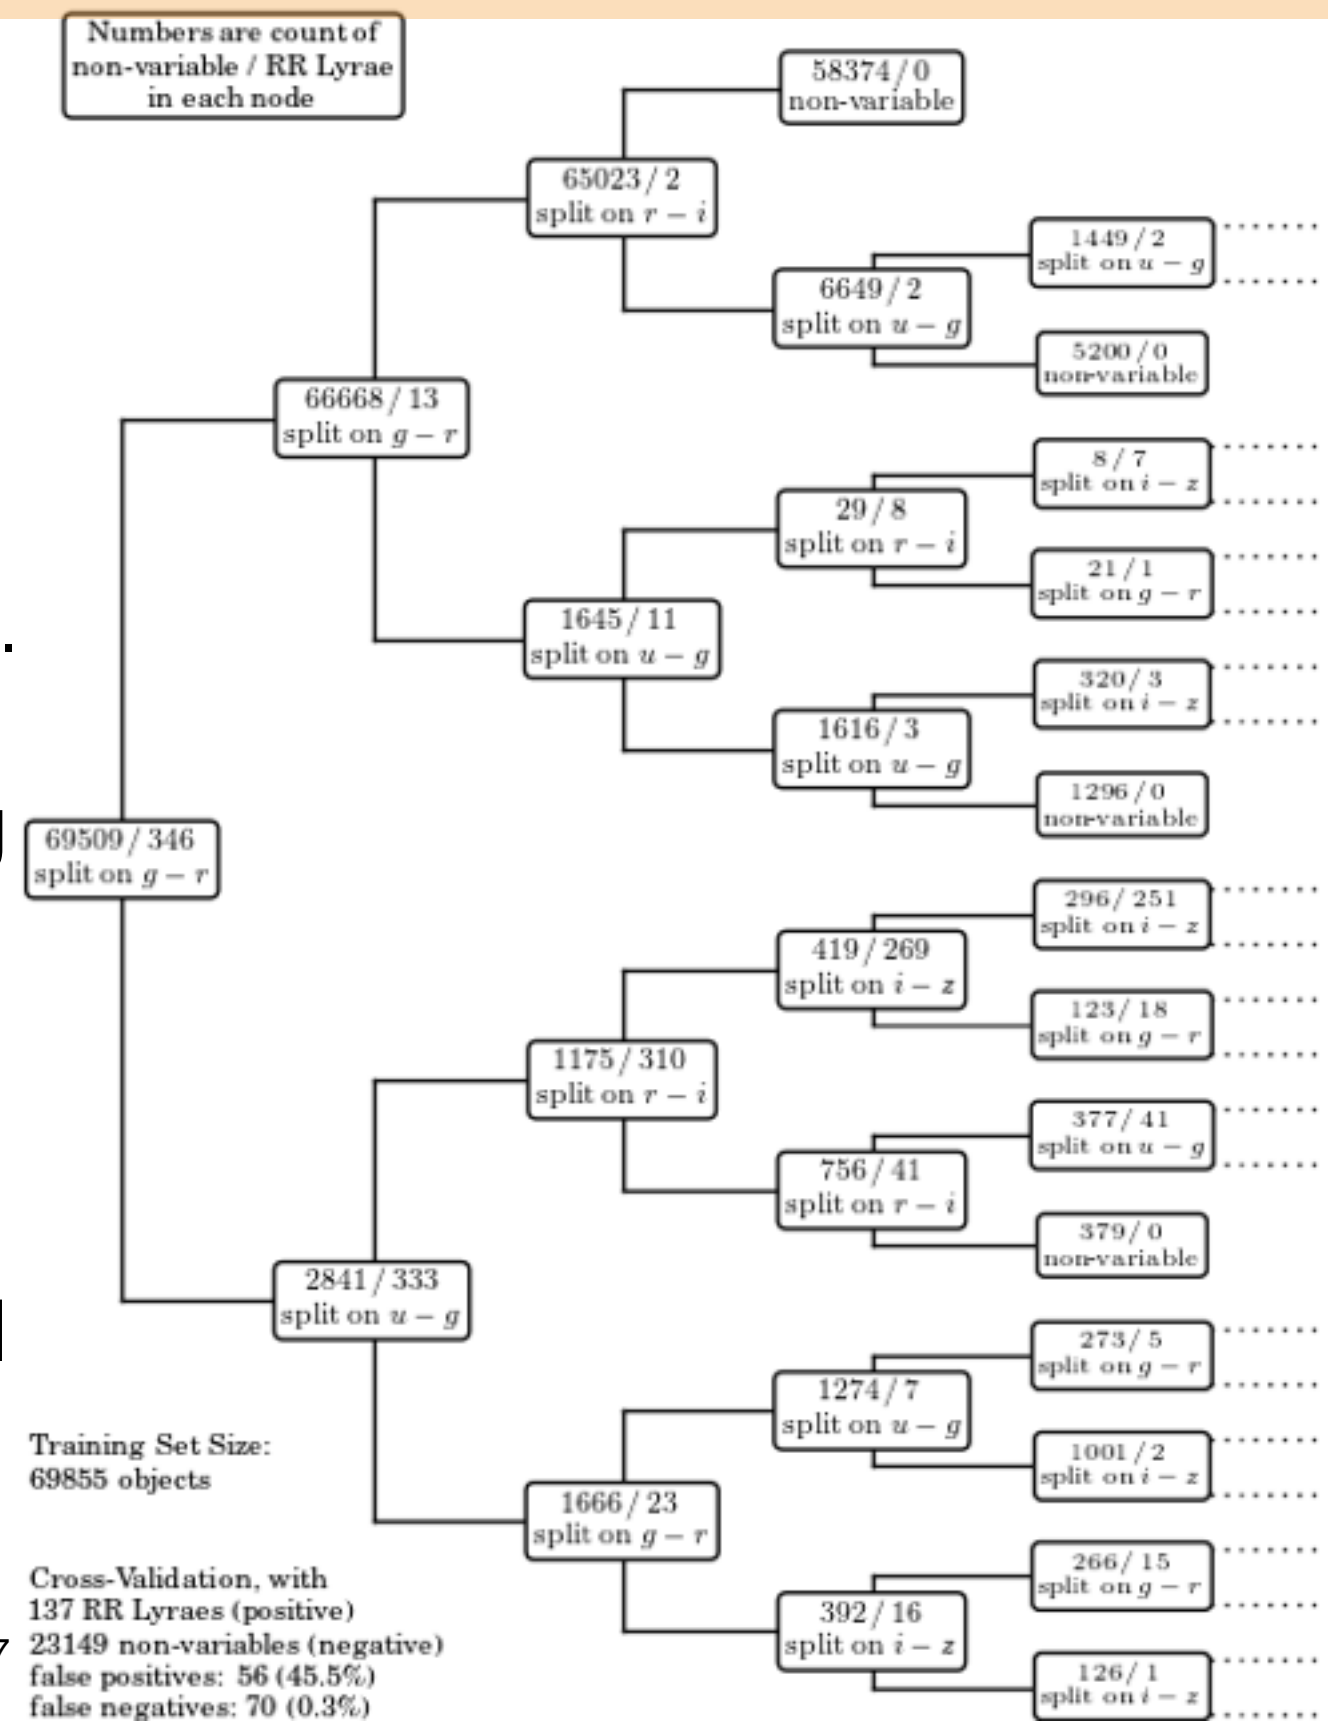 Numbers are count of
non-variable / RR Lyrae
in each node
58374 / 0
non-variable
65023 / 2
split on r − i
1449 / 2
split on u − g
6649 / 2
split on u − g
5200 / 0
non-variable
66668 / 13
split on g − r
8 / 7
split on i − z
29 / 8
split on r − i
21 / 1
split on g − r
1645 / 11
split on u − g
320 / 3
split on i − z
1616 / 3
split on u − g
1296 / 0
non-variable
69509 / 346
split on g − r
296 / 251
split on i − z
419 / 269
split on i − z
123 / 18
split on g − r
1175 / 310
split on r − i
377 / 41
split on u − g
756 / 41
split on r − i
379 / 0
non-variable
2841 / 333
split on u − g
273 / 5
split on g − r
1274 / 7
split on u − g
1001 / 2
split on i − z
1666 / 23
split on g − r
266 / 15
split on g − r
392 / 16
split on i − z
126 / 1
split on i − z
Training Set Size:
69855 objects
Cross-Validation, with
137 RR Lyraes (positive)
23149 non-variables (negative)
false positives: 56 (45.5%)
false negatives: 70 (0.3%)